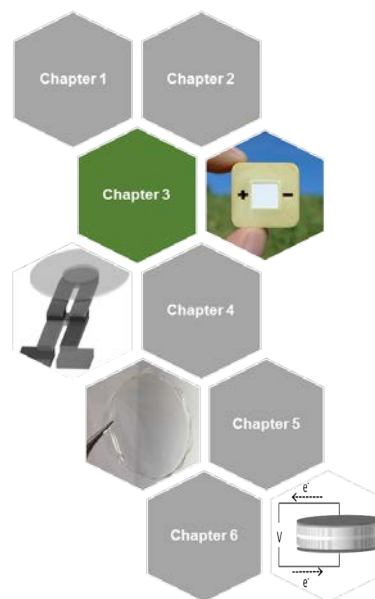 Chapter 1
Chapter 2
Chapter 3
+ −
Chapter 4
Chapter 5
Chapter 6
e-
V
e-